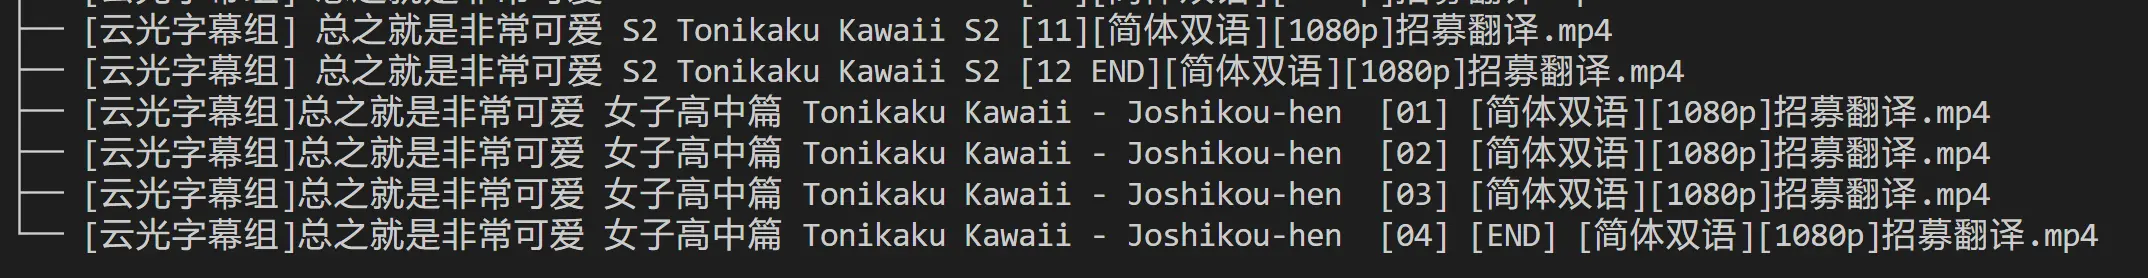 ├── [云光字幕组] 总之就是非常可爱 S2 Tonikaku Kawaii S2 [11][简体双语][1080p]招募翻译.mp4
├── [云光字幕组] 总之就是非常可爱 S2 Tonikaku Kawaii S2 [12 END][简体双语][1080p]招募翻译.mp4
├── [云光字幕组]总之就是非常可爱 女子高中篇 Tonikaku Kawaii - Joshikou-hen  [01] [简体双语][1080p]招募翻译.mp4
├── [云光字幕组]总之就是非常可爱 女子高中篇 Tonikaku Kawaii - Joshikou-hen  [02] [简体双语][1080p]招募翻译.mp4
├── [云光字幕组]总之就是非常可爱 女子高中篇 Tonikaku Kawaii - Joshikou-hen  [03] [简体双语][1080p]招募翻译.mp4
└── [云光字幕组]总之就是非常可爱 女子高中篇 Tonikaku Kawaii - Joshikou-hen  [04] [END] [简体双语][1080p]招募翻译.mp4